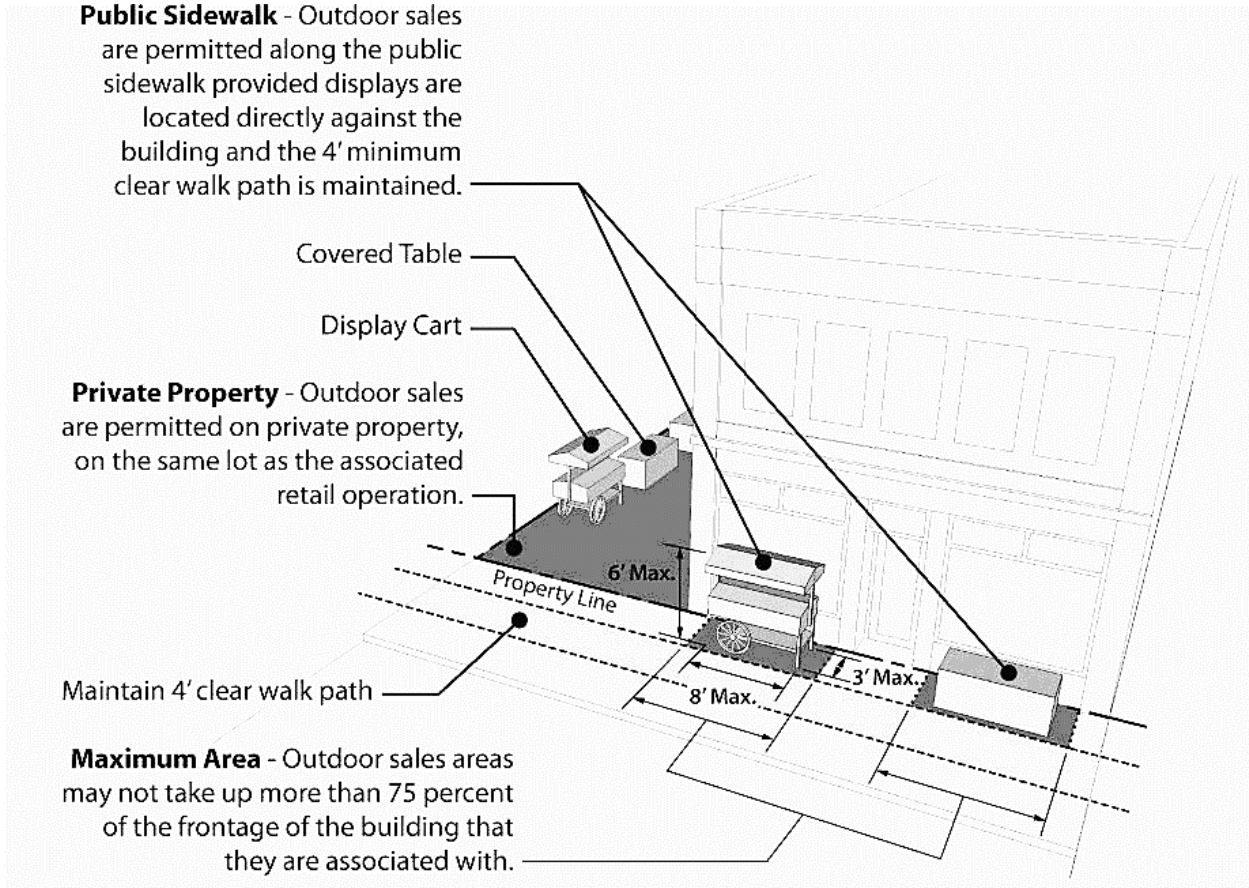 Public Sidewalk - Outdoor sales
are permitted along the public
sidewalk provided displays are
located directly against the
building and the 4' minimum
clear walk path is maintained.
Covered Table
Display Cart
Private Property - Outdoor sales
are permitted on private property,
on the same lot as the associated
retail operation.
6' Max.
Property Line
3' Max.
8' Max.
Maintain 4' clear walk path
Maximum Area - Outdoor sales areas
may not take up more than 75 percent
of the frontage of the building that
they are associated with.